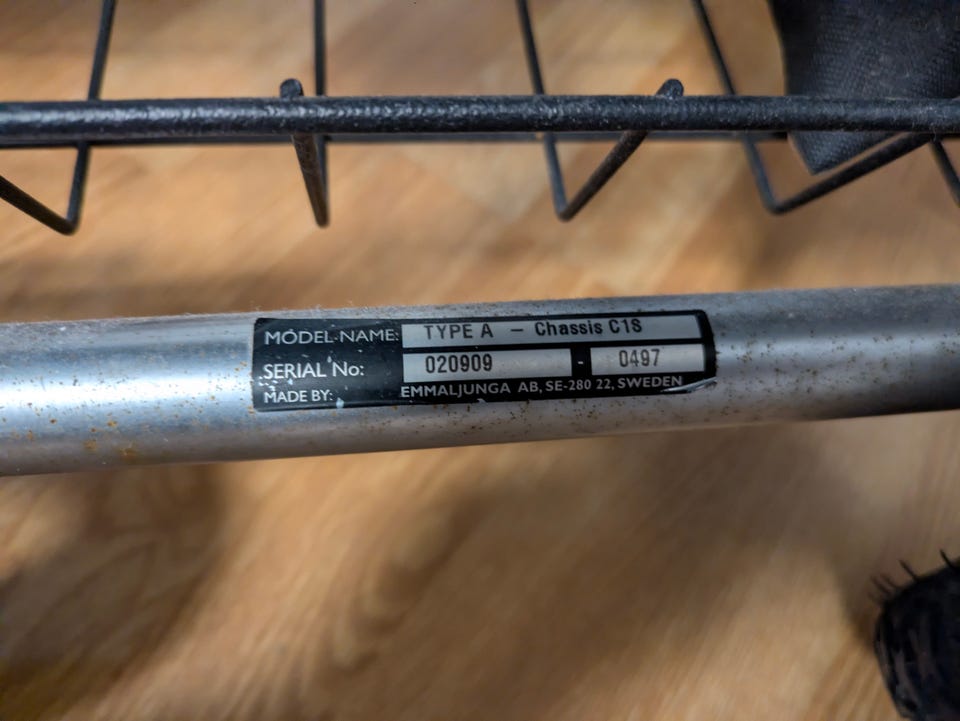 MODEL NAME: TYPE A – Chassis C1S
SERIAL No: 020909 - 0497
MADE BY: EMMALJUNGA AB, SE-280 22, SWEDEN